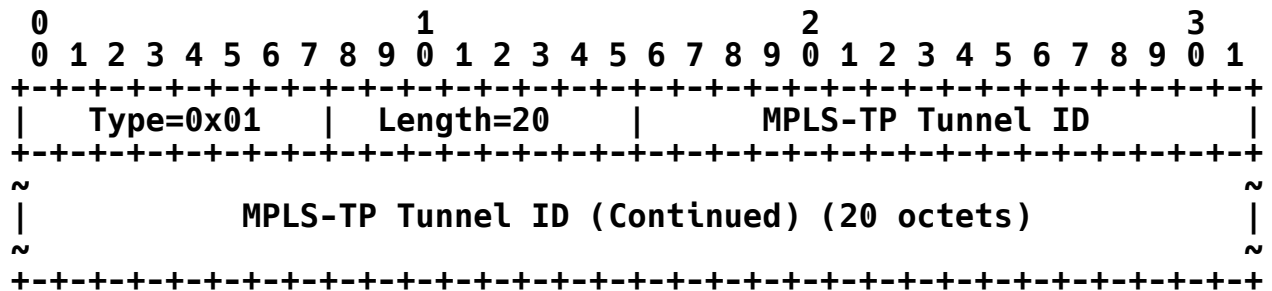 0                   1                   2                   3
 0 1 2 3 4 5 6 7 8 9 0 1 2 3 4 5 6 7 8 9 0 1 2 3 4 5 6 7 8 9 0 1
+-+-+-+-+-+-+-+-+-+-+-+-+-+-+-+-+-+-+-+-+-+-+-+-+-+-+-+-+-+-+-+-+
|   Type=0x01   |  Length=20    |      MPLS-TP Tunnel ID        |
+-+-+-+-+-+-+-+-+-+-+-+-+-+-+-+-+-+-+-+-+-+-+-+-+-+-+-+-+-+-+-+-+
~                                                               ~
|           MPLS-TP Tunnel ID (Continued) (20 octets)           |
~                                                               ~
+-+-+-+-+-+-+-+-+-+-+-+-+-+-+-+-+-+-+-+-+-+-+-+-+-+-+-+-+-+-+-+-+